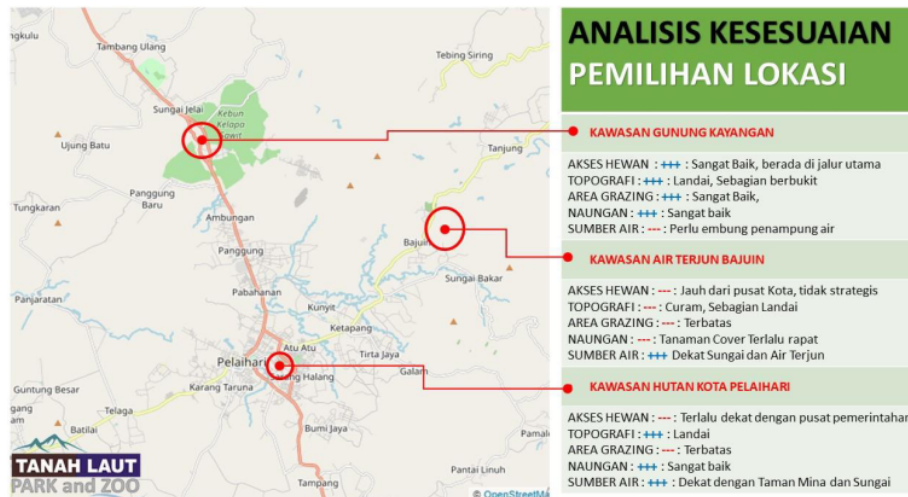 ngkulu
Tambang Ulang
Tebing Siring
Sungai Jelai
Kebun
Kelapa
Sawit
Ujung Batu
Tanjung
Panggung
Baru
Tungkaran
Ambungan
Bajuin
Panggung
Sungai Bakar
Panjaratan
Pabahanan
Kunyit
Ketapang
Atu Atu
Pelaihari
Tirta Jaya
Karang Taruna
Galam
Guntung Besar
Telaga
Batilai
Bumi Jaya
Pamal
Tampang
Pantai Linuh
TANAH LAUT
PARK and ZOO
© OpenStreetMa
ANALISIS KESESUAIAN
PEMILIHAN LOKASI
KAWASAN GUNUNG KAYANGAN
AKSES HEWAN : +++ : Sangat Baik, berada di jalur utama
TOPOGRAFI : +++ : Landai, Sebagian berbukit
AREA GRAZING : +++ : Sangat Baik,
NAUNGAN : +++ : Sangat baik
SUMBER AIR : --- : Perlu embung penampung air
KAWASAN AIR TERJUN BAJUIN
AKSES HEWAN : --- : Jauh dari pusat Kota, tidak strategis
TOPOGRAFI : --- : Curam, Sebagian Landai
AREA GRAZING : --- : Terbatas
NAUNGAN : --- : Tanaman Cover Terlalu rapat
SUMBER AIR : +++ Dekat Sungai dan Air Terjun
KAWASAN HUTAN KOTA PELAIHARI
AKSES HEWAN : --- : Terlalu dekat dengan pusat pemerintahan
TOPOGRAFI : +++ : Landai
AREA GRAZING : --- : Terbatas
NAUNGAN : +++ : Sangat baik
SUMBER AIR : +++ : Dekat dengan Taman Mina dan Sungai